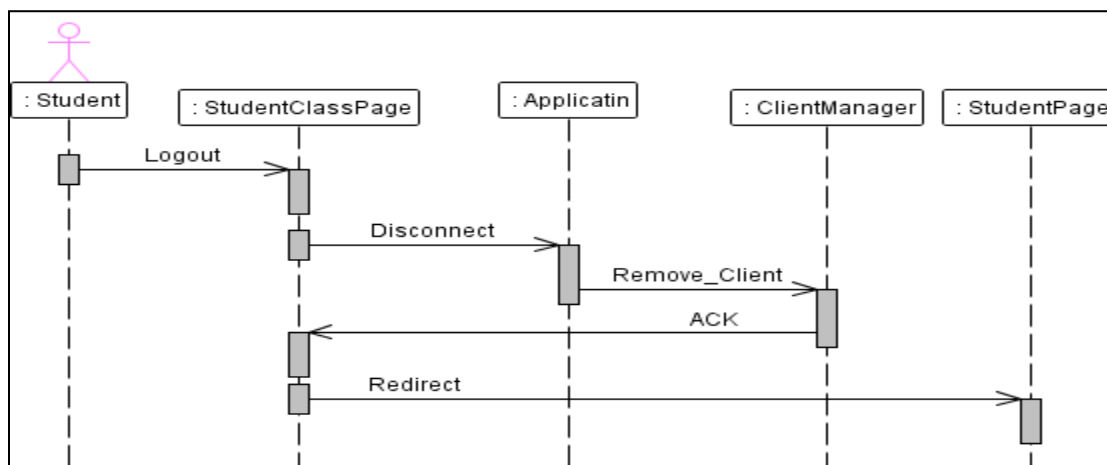 : Student
: StudentClassPage
: Applicatin
: ClientManager
: StudentPage
Logout
Disconnect
Remove_Client
ACK
Redirect